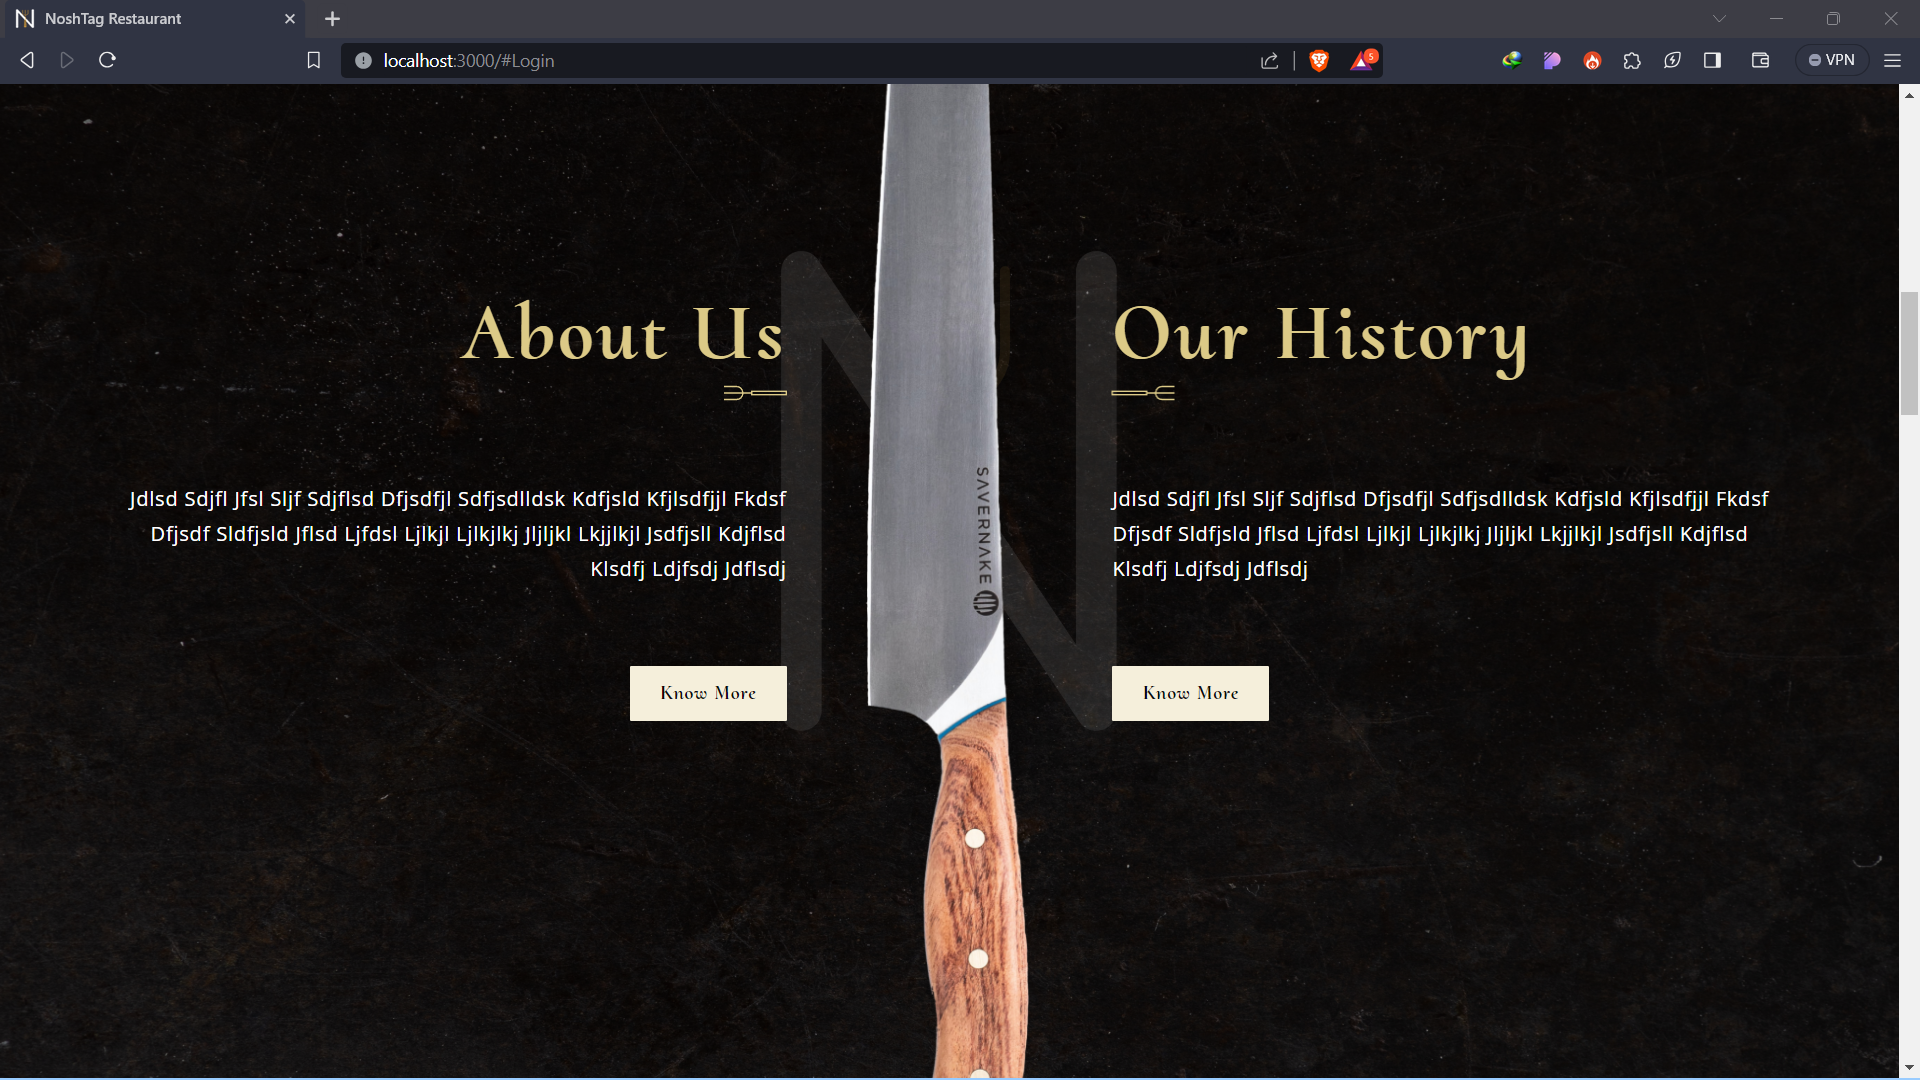 NoshTag Restaurant
localhost:3000/#Login
5
VPN
About Us
Jdlsd Sdjfl Jfsl Sljf Sdjflsd Dfjsdfjl Sdfjsdlldsk Kdfjsld Kfjlsdfjjl Fkdsf
Dfjsdf Sldfjsld Jflsd Ljfdsl Ljlkjl Ljlkjlkj Jljljkl Lkjjlkjl Jsdfjsll Kdjflsd
Klsdfj Ldjfsdj Jdflsdj
Know More
N
SAVERNAKE
Our History
Jdlsd Sdjfl Jfsl Sljf Sdjflsd Dfjsdfjl Sdfjsdlldsk Kdfjsld Kfjlsdfjjl Fkdsf
Dfjsdf Sldfjsld Jflsd Ljfdsl Ljlkjl Ljlkjlkj Jljljkl Lkjjlkjl Jsdfjsll Kdjflsd
Klsdfj Ldjfsdj Jdflsdj
Know More